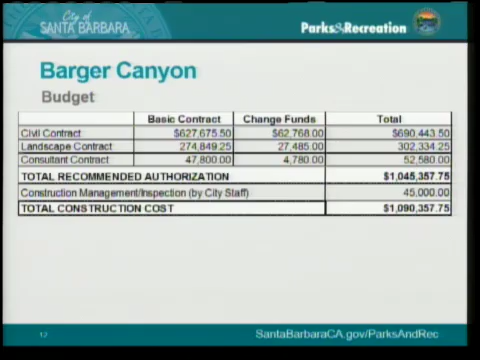 City of
SANTA BARBARA
Parks&Recreation
Barger Canyon
Budget
Basic Contract Change Funds Total
Civil Contract $627,675.50 $62,768.00 $690,443.50
Landscape Contract 274,849.25 27,485.00 302,334.25
Consultant Contract 47,800.00 4,780.00 52,580.00
TOTAL RECOMMENDED AUTHORIZATION $1,045,357.75
Construction Management/Inspection (by City Staff) 45,000.00
TOTAL CONSTRUCTION COST $1,090,357.75
12 SantaBarbaraCA.gov/ParksAndRec